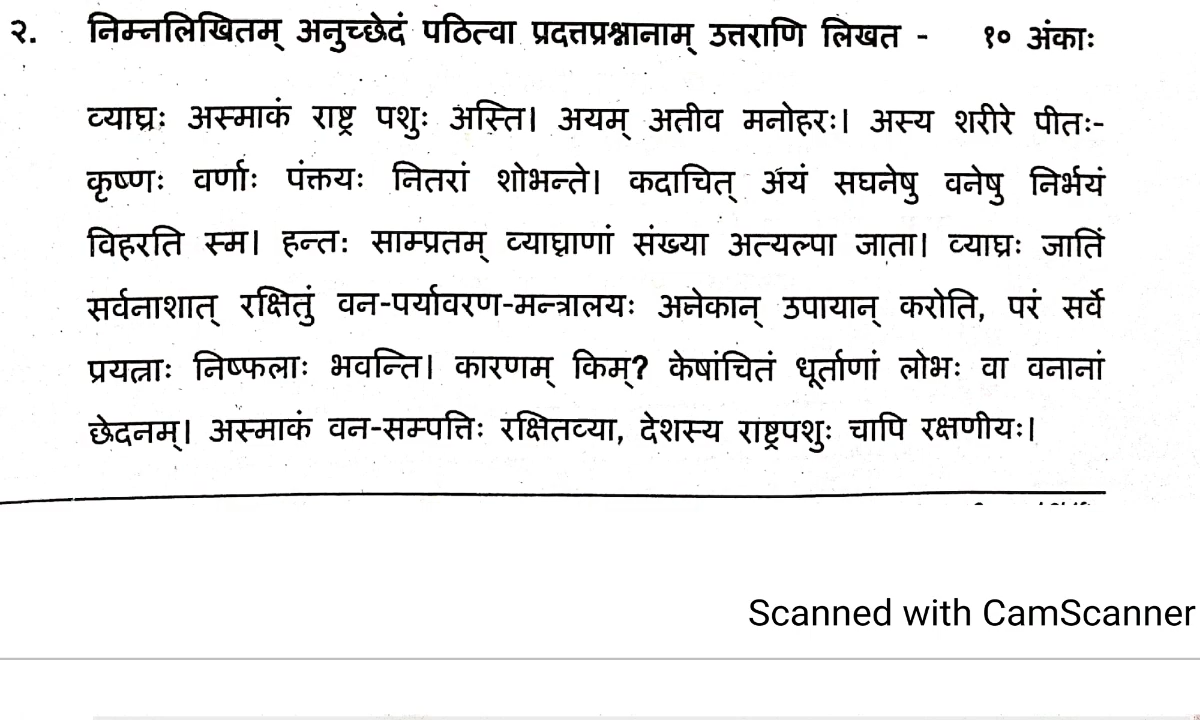 २. निम्नलिखितम् अनुच्छेदं पठित्वा प्रदत्तप्रश्नानाम् उत्तराणि लिखत - १० अंकाः
व्याघ्रः अस्माकं राष्ट्र पशुः अस्ति। अयम् अतीव मनोहरः। अस्य शरीरे पीतः-
कृष्णः वर्णाः पंक्तयः नितरां शोभन्ते। कदाचित् अयं सघनेषु वनेषु निर्भयं
विहरति स्म। हन्तः साम्प्रतम् व्याघ्राणां संख्या अत्यल्पा जाता। व्याघ्रः जातिं
सर्वनाशात् रक्षितुं वन-पर्यावरण-मन्त्रालयः अनेकान् उपायान् करोति, परं सर्वे
प्रयत्नाः निष्फलाः भवन्ति। कारणम् किम्? केषांचितं धूर्ताणां लोभः वा वनानां
छेदनम्। अस्माकं वन-सम्पत्तिः रक्षितव्या, देशस्य राष्ट्रपशुः चापि रक्षणीयः।
Scanned with CamScanner